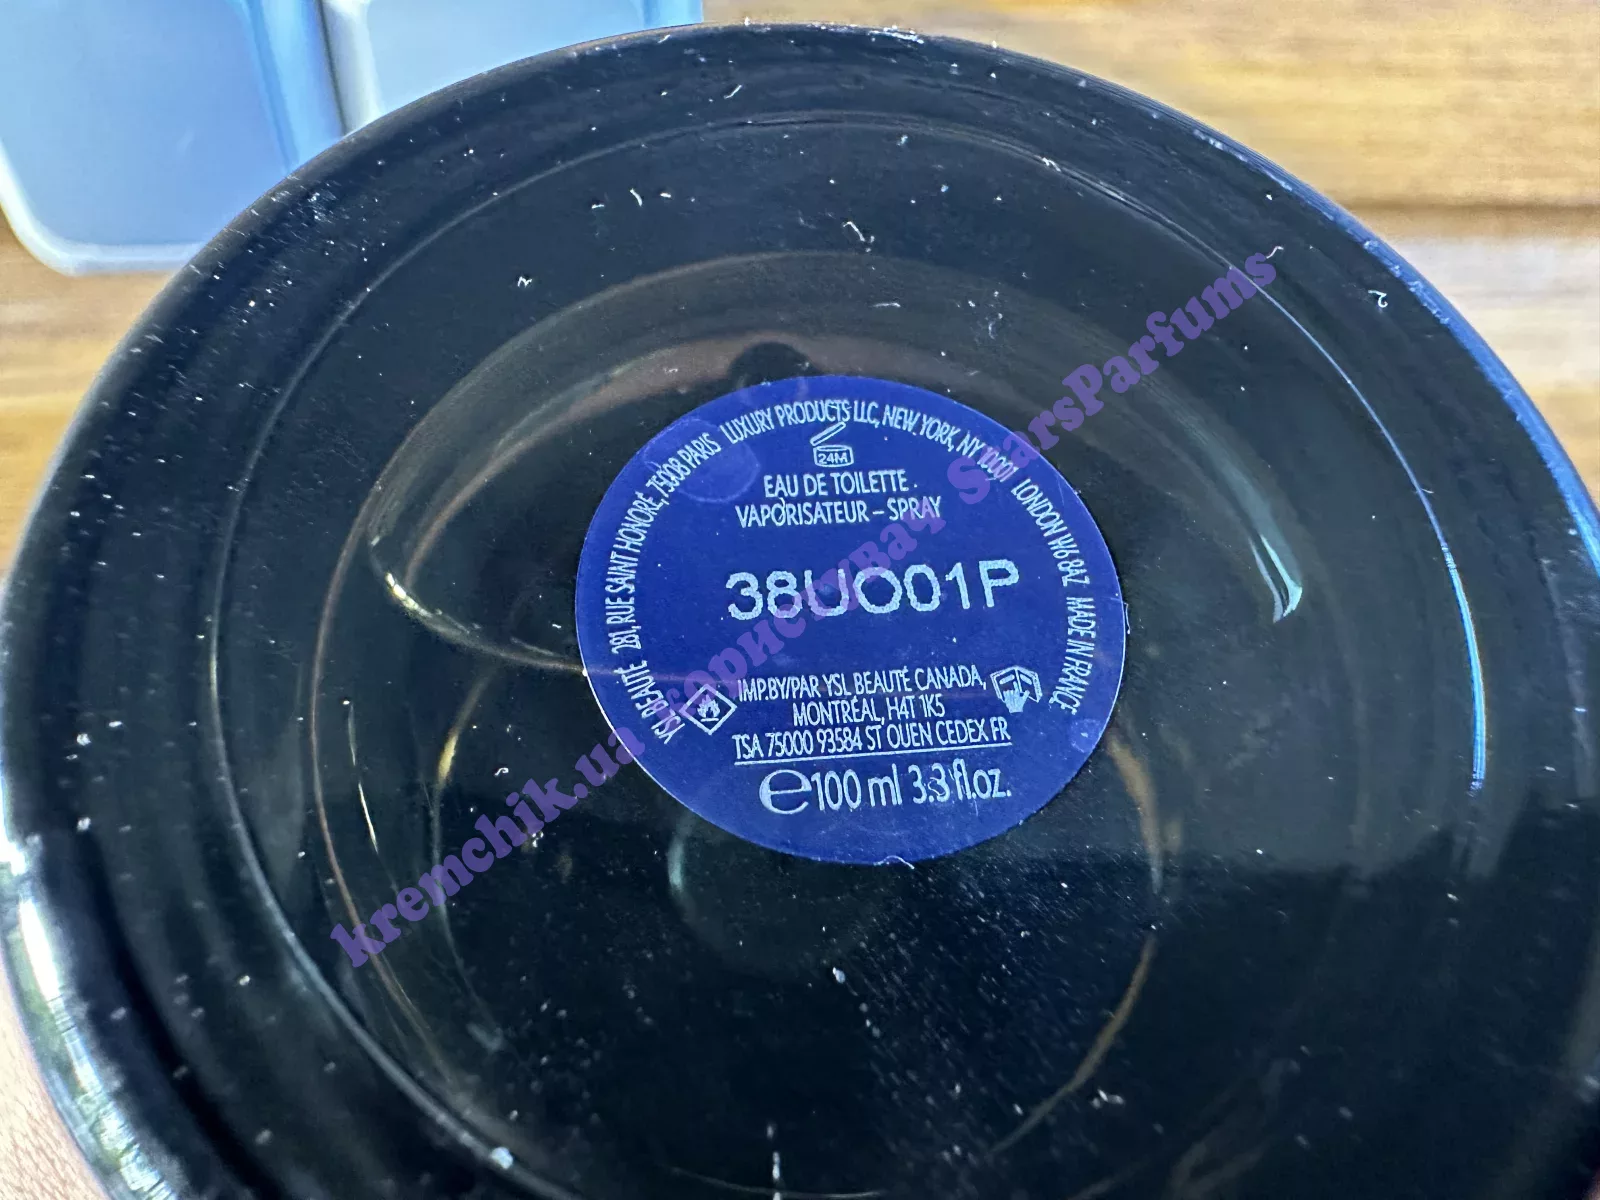 YSL BEAUTÉ 281, RUE SAINT HONORÉ, 75008 PARIS LUXURY PRODUCTS LLC, NEW YORK, NY 10001 LONDON W6 8AZ MADE IN FRANCE
24M
EAU DE TOILETTE
VAPORISATEUR – SPRAY
38UO01P
IMP.BY/PAR YSL BEAUTÉ CANADA,
MONTRÉAL, H4T 1K5
TSA 75000 93584 ST OUEN CEDEX FR
e 100 ml 3.3 fl.oz.
kremchik.ua користувач StarsParfums